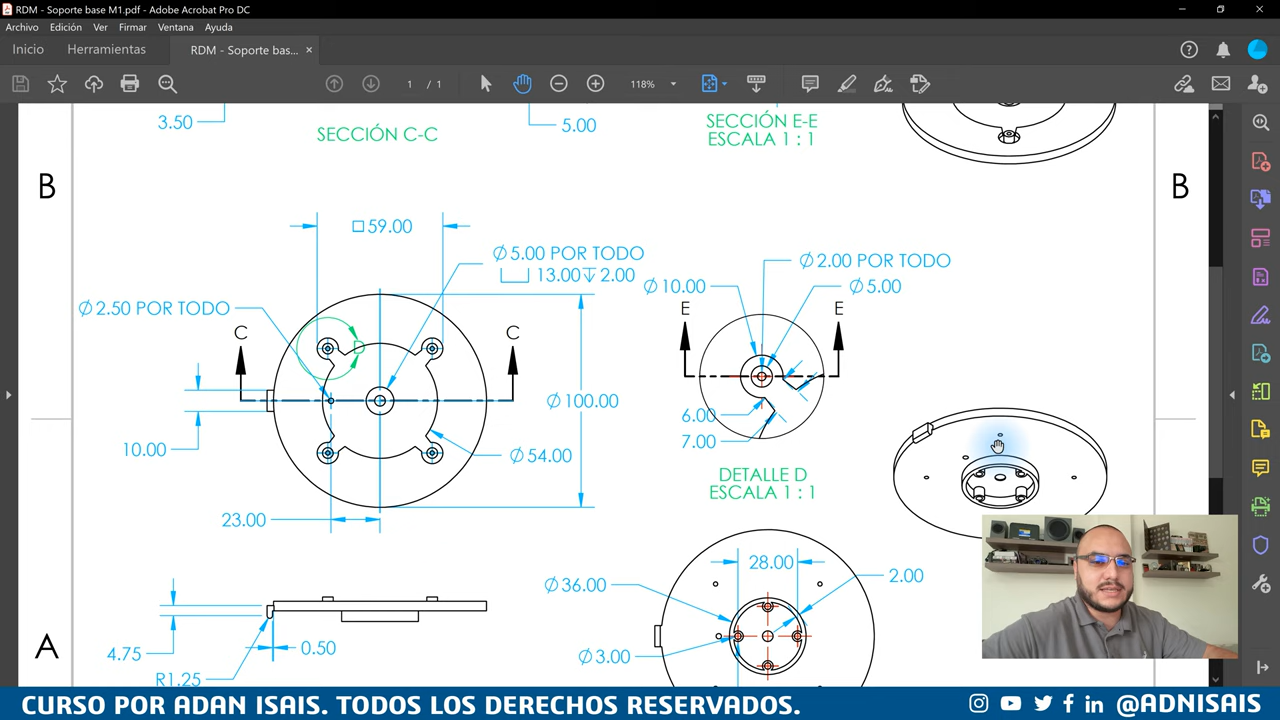 RDM - Soporte base M1.pdf - Adobe Acrobat Pro DC
Archivo Edición Ver Firmar Ventana Ayuda
Inicio Herramientas RDM - Soporte bas... ×
1 / 1 118%
3.50
SECCIÓN C-C
5.00
SECCIÓN E-E
ESCALA 1 : 1
B
B
□59.00
∅5.00 POR TODO
⌴ 13.00↧ 2.00
∅2.50 POR TODO
C
C
10.00
∅100.00
∅54.00
23.00
D
∅2.00 POR TODO
∅10.00
∅5.00
E
E
6.00
7.00
DETALLE D
ESCALA 1 : 1
28.00
∅36.00
2.00
∅3.00
A
4.75
0.50
R1.25
CURSO POR ADAN ISAIS. TODOS LOS DERECHOS RESERVADOS.
@ADNISAIS